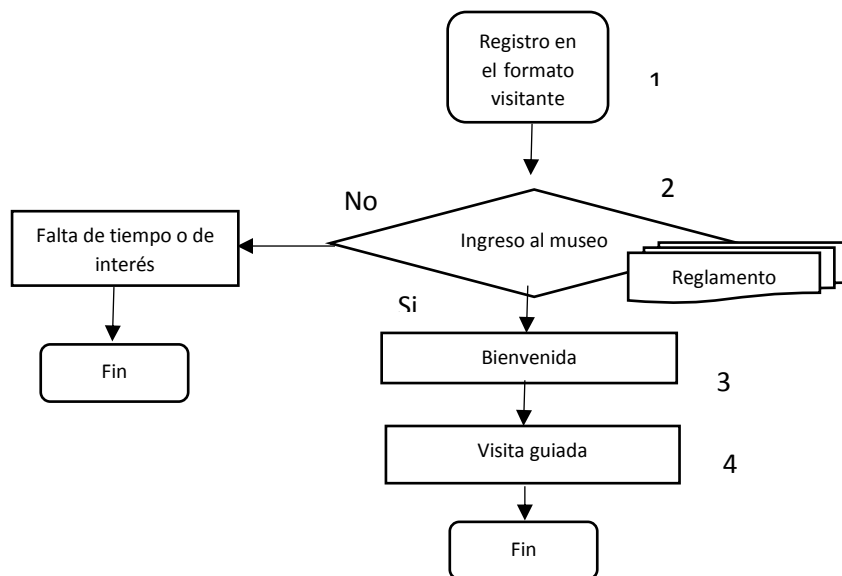 Registro en
el formato
visitante
1
No
2
Falta de tiempo o de
interés
Ingreso al museo
Reglamento
Si
Fin
Bienvenida
3
Visita guiada
4
Fin